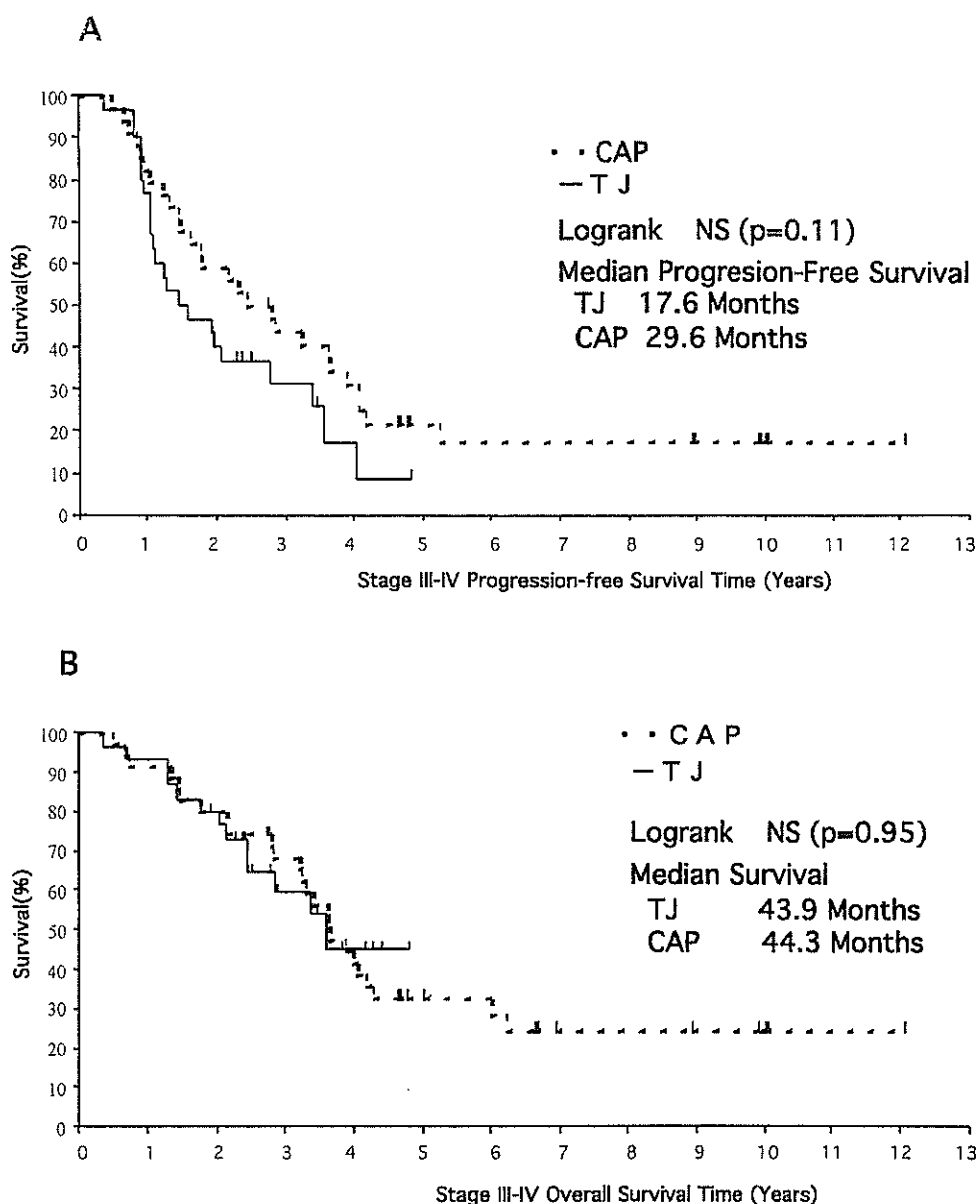 A
100
90
80
70
60
50
40
30
20
10
0
Survival(%)
CAP
TJ
Logrank NS (p=0.11)
Median Progresion-Free Survival
TJ 17.6 Months
CAP 29.6 Months
0 1 2 3 4 5 6 7 8 9 10 11 12 13
Stage III-IV Progression-free Survival Time (Years)
B
100
90
80
70
60
50
40
30
20
10
0
Survival(%)
CAP
TJ
Logrank NS (p=0.95)
Median Survival
TJ 43.9 Months
CAP 44.3 Months
0 1 2 3 4 5 6 7 8 9 10 11 12 13
Stage III-IV Overall Survival Time (Years)